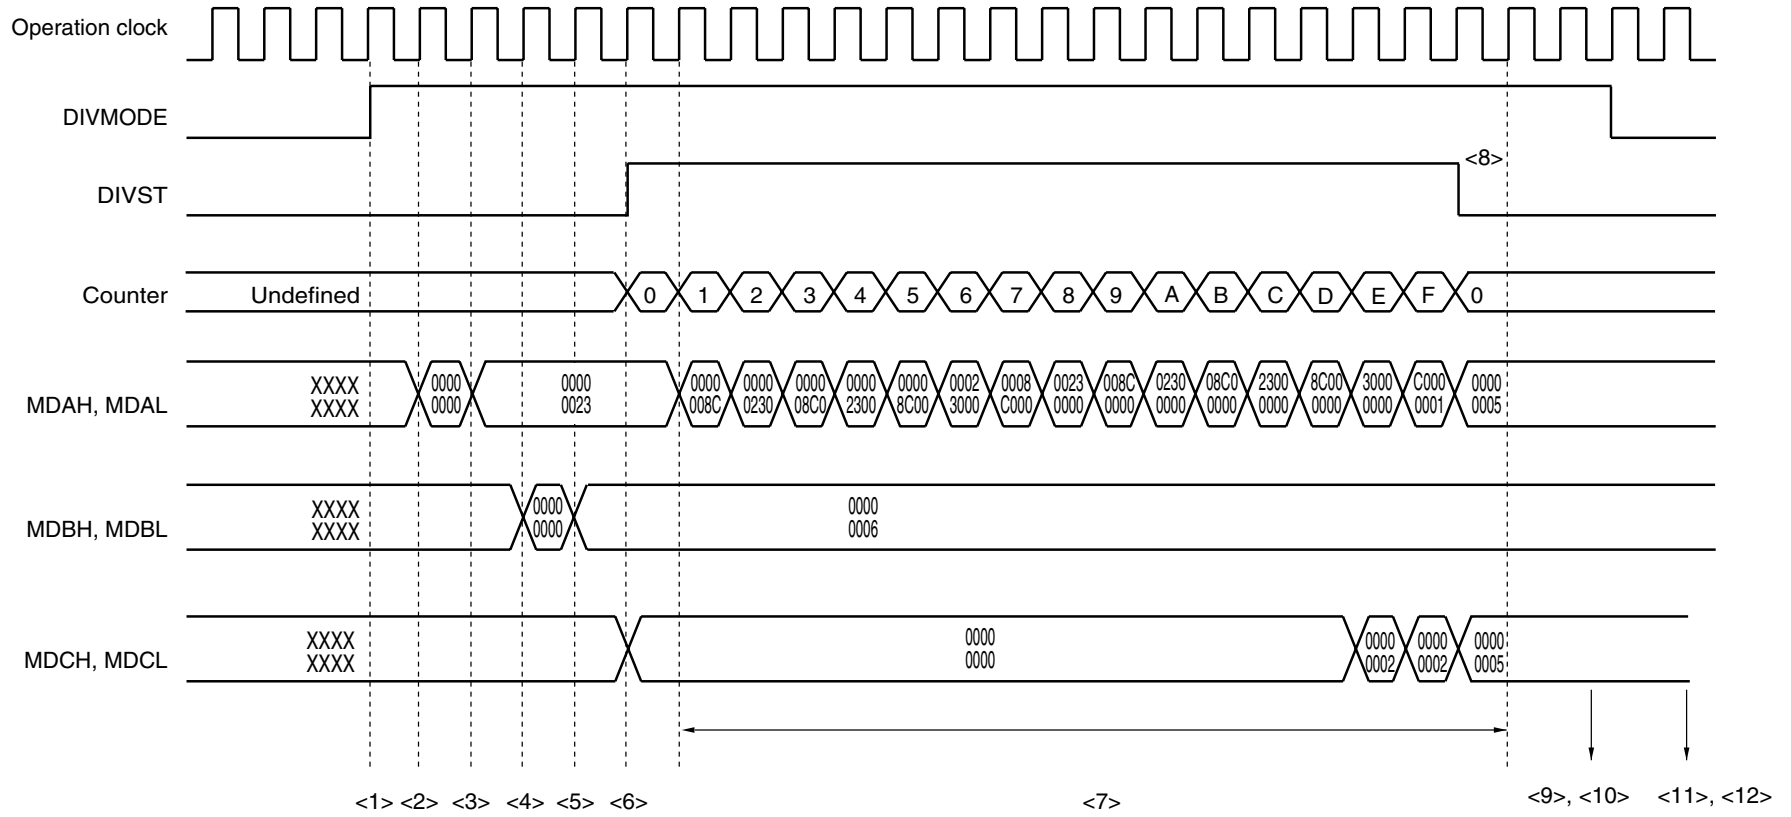 Operation clock
DIVMODE
<8>
DIVST
Counter Undefined 0 1 2 3 4 5 6 7 8 9 A B C D E F 0
XXXX 0000 0000 0000 0000 0000 0000 0000 0002 0008 0023 008C 0230 08C0 2300 8C00 3000 C000 0000
MDAH, MDAL XXXX 0000 0023 008C 0230 08C0 2300 8C00 3000 C000 0000 0000 0000 0000 0000 0000 0000 0001 0005
XXXX 0000 0000
MDBH, MDBL XXXX 0000 0006
XXXX 0000 0000 0000 0000
MDCH, MDCL XXXX 0000 0002 0002 0005
<1> <2> <3> <4> <5> <6> <7> <9>, <10> <11>, <12>